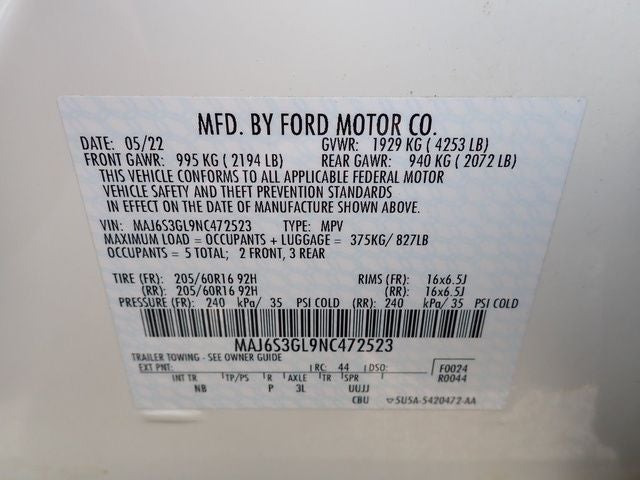 MFD. BY FORD MOTOR CO.
DATE: 05/22 GVWR: 1929 KG ( 4253 LB)
FRONT GAWR: 995 KG ( 2194 LB) REAR GAWR: 940 KG ( 2072 LB)
THIS VEHICLE CONFORMS TO ALL APPLICABLE FEDERAL MOTOR
VEHICLE SAFETY AND THEFT PREVENTION STANDARDS
IN EFFECT ON THE DATE OF MANUFACTURE SHOWN ABOVE.
VIN: MAJ6S3GL9NC472523 TYPE: MPV
MAXIMUM LOAD = OCCUPANTS + LUGGAGE = 375KG/ 827LB
OCCUPANTS = 5 TOTAL; 2 FRONT, 3 REAR
TIRE (FR): 205/60R16 92H RIMS (FR): 16x6.5J
(RR): 205/60R16 92H (RR): 16x6.5J
PRESSURE (FR): 240 kPa/ 35 PSI COLD (RR): 240 kPa/ 35 PSI COLD
MAJ6S3GL9NC472523
TRAILER TOWING - SEE OWNER GUIDE
EXT PNT: RC: 44 DSO: F0024
R0044
INT TR TP/PS R AXLE TR SPR
NB P 3L UUJJ
CBU 5U5A-5420472-AA